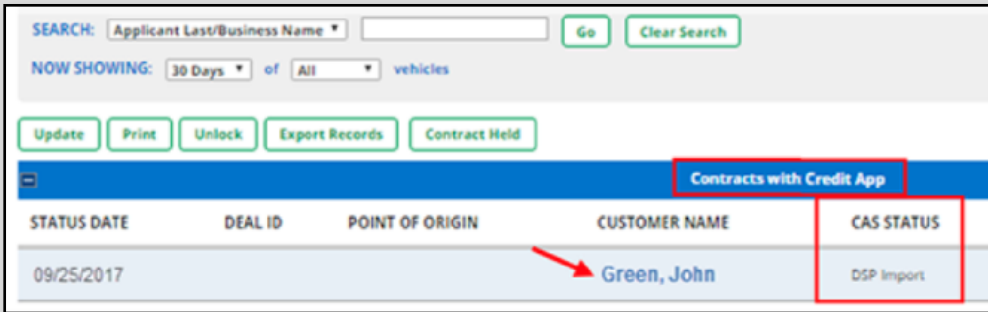 SEARCH: Applicant Last/Business Name Go Clear Search
NOW SHOWING: 30 Days of All vehicles
Update Print Unlock Export Records Contract Held
Contracts with Credit App
STATUS DATE DEAL ID POINT OF ORIGIN CUSTOMER NAME CAS STATUS
09/25/2017 Green, John DSP Import